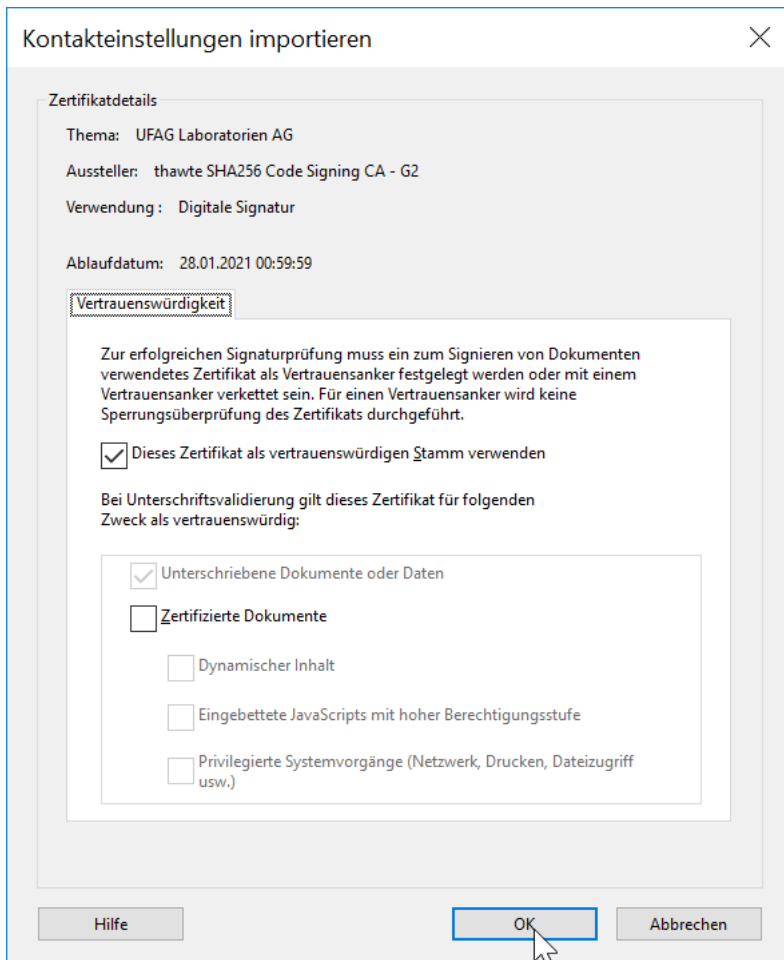 Kontakteinstellungen importieren
Zertifikatdetails
Thema: UFAG Laboratorien AG
Aussteller: thawte SHA256 Code Signing CA - G2
Verwendung : Digitale Signatur
Ablaufdatum: 28.01.2021 00:59:59
Vertrauenswürdigkeit
Zur erfolgreichen Signaturprüfung muss ein zum Signieren von Dokumenten
verwendetes Zertifikat als Vertrauensanker festgelegt werden oder mit einem
Vertrauensanker verkettet sein. Für einen Vertrauensanker wird keine
Sperrungsüberprüfung des Zertifikats durchgeführt.
Dieses Zertifikat als vertrauenswürdigen Stamm verwenden
Bei Unterschriftsvalidierung gilt dieses Zertifikat für folgenden
Zweck als vertrauenswürdig:
Unterschriebene Dokumente oder Daten
Zertifizierte Dokumente
Dynamischer Inhalt
Eingebettete JavaScripts mit hoher Berechtigungsstufe
Privilegierte Systemvorgänge (Netzwerk, Drucken, Dateizugriff
usw.)
Hilfe
OK
Abbrechen